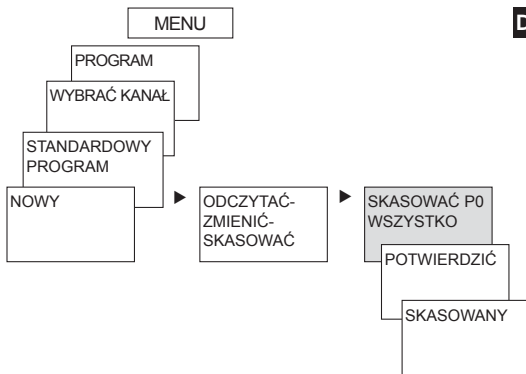 MENU
PROGRAM
WYBRAĆ KANAŁ
STANDARDOWY
PROGRAM
NOWY
ODCZYTAĆ-
ZMIENIĆ-
SKASOWAĆ
SKASOWAĆ P0
WSZYSTKO
POTWIERDZIĆ
SKASOWANY